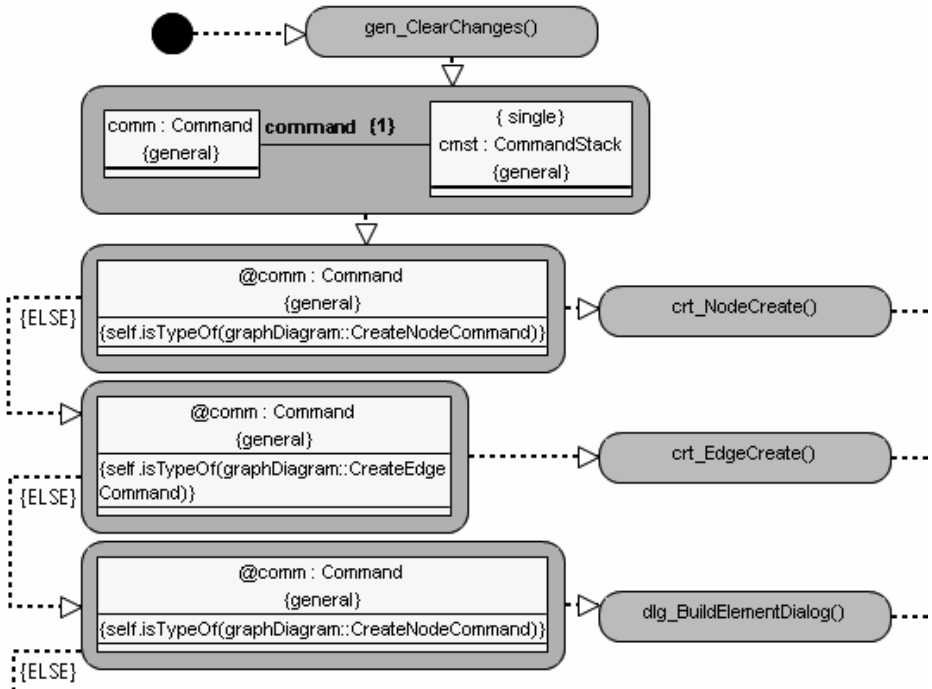 gen_ClearChanges()
comm : Command
{general}
command {1}
{ single}
cmst : CommandStack
{general}
@comm : Command
{general}
{self.isTypeOf(graphDiagram::CreateNodeCommand)}
crt_NodeCreate()
{ELSE}
@comm : Command
{general}
{self.isTypeOf(graphDiagram::CreateEdge
Command)}
crt_EdgeCreate()
{ELSE}
@comm : Command
{general}
{self.isTypeOf(graphDiagram::CreateNodeCommand)}
dlg_BuildElementDialog()
{ELSE}